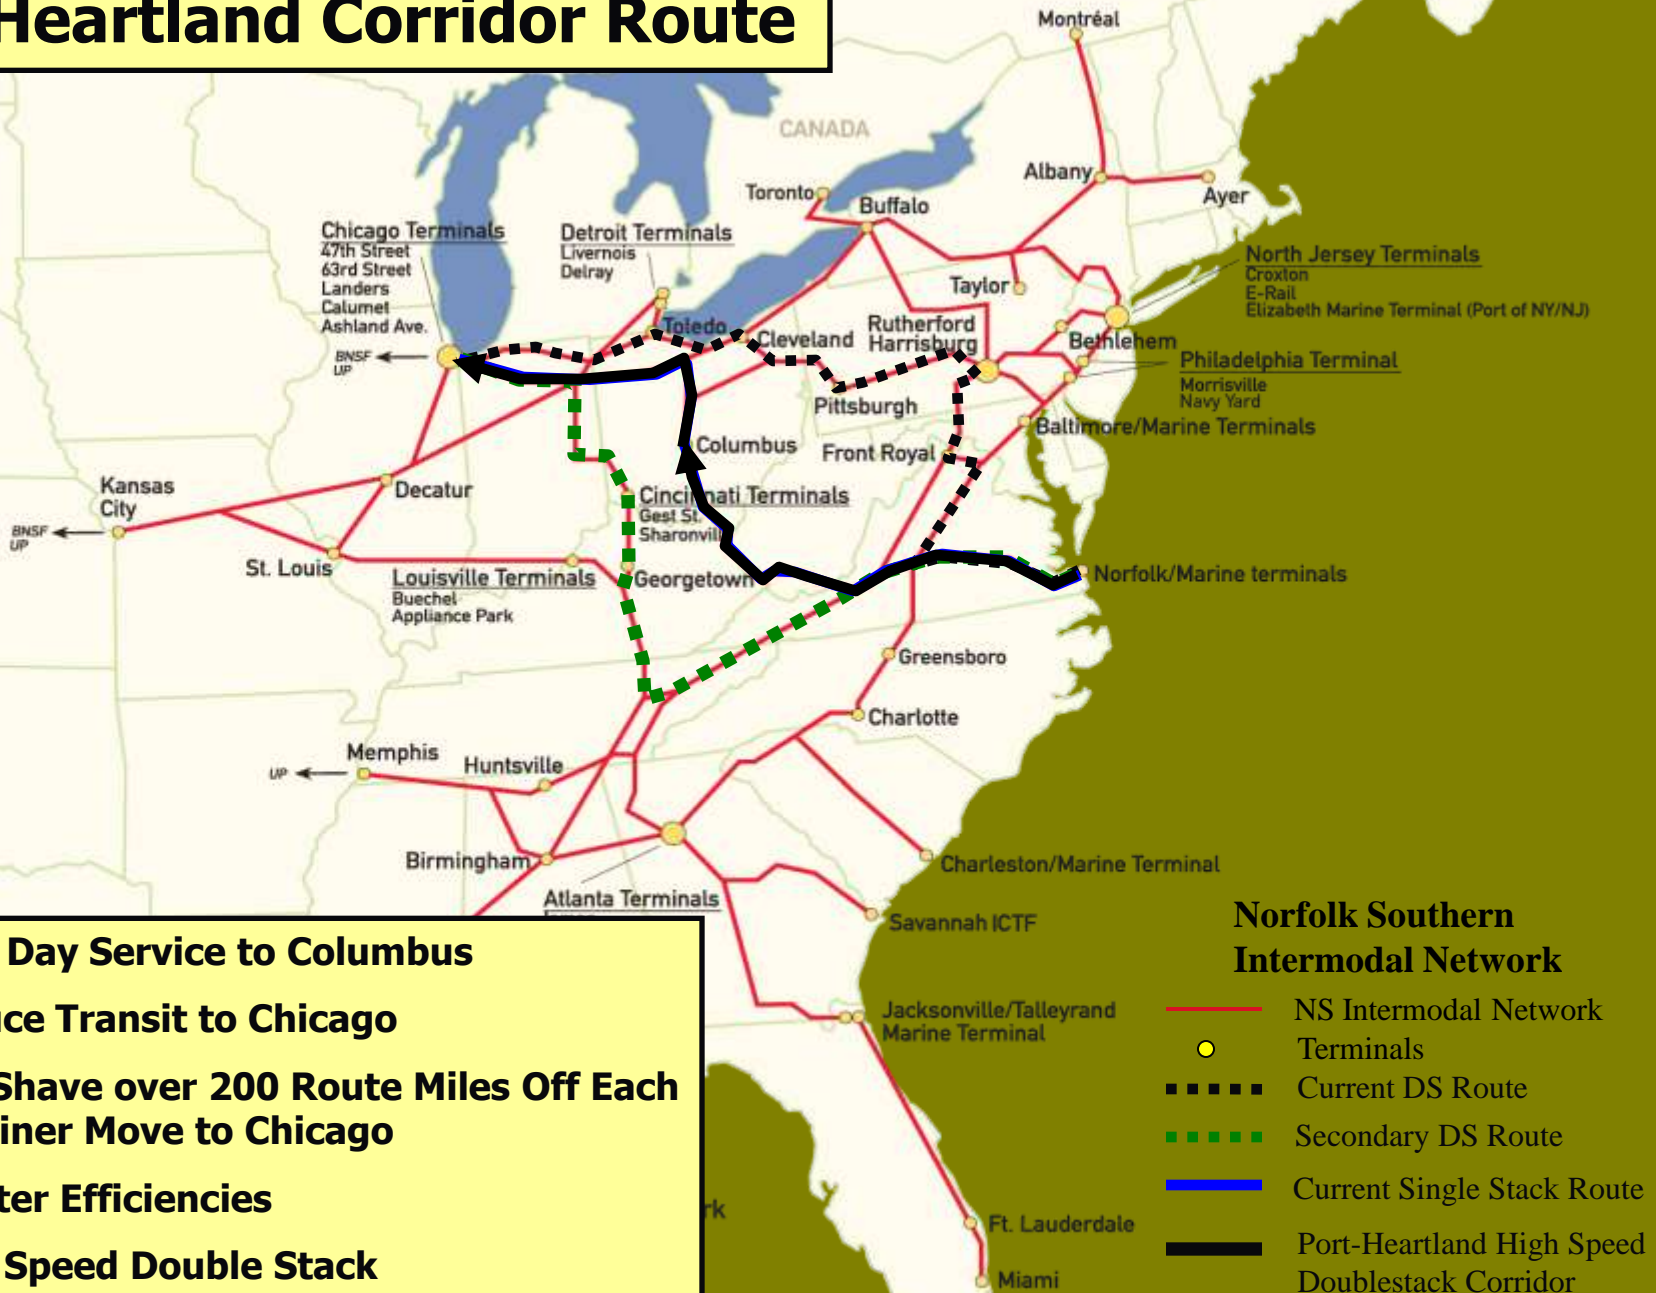 Heartland Corridor Route
Montréal
CANADA
Albany
Ayer
Toronto
Buffalo
Chicago Terminals
47th Street
63rd Street
Landers
Calumet
Ashland Ave.
Detroit Terminals
Livernois
Delray
North Jersey Terminals
Croxton
E-Rail
Elizabeth Marine Terminal (Port of NY/NJ)
Taylor
Toledo
Cleveland
Rutherford
Harrisburg
Bethlehem
BNSF
UP
Philadelphia Terminal
Morrisville
Navy Yard
Pittsburgh
Baltimore/Marine Terminals
Columbus
Front Royal
Kansas
City
Decatur
Cincinnati Terminals
Gest St.
Sharonvill
BNSF
UP
St. Louis
Louisville Terminals
Buechel
Appliance Park
Georgetown
Norfolk/Marine terminals
Greensboro
Charlotte
Memphis
UP
Huntsville
Birmingham
Charleston/Marine Terminal
Atlanta Terminals
Savannah ICTF
Day Service to Columbus
uce Transit to Chicago
Shave over 200 Route Miles Off Each
iner Move to Chicago
ter Efficiencies
Speed Double Stack
rk
Jacksonville/Talleyrand
Marine Terminal
Ft. Lauderdale
Miami
Norfolk Southern
Intermodal Network
NS Intermodal Network
Terminals
Current DS Route
Secondary DS Route
Current Single Stack Route
Port-Heartland High Speed
Doublestack Corridor